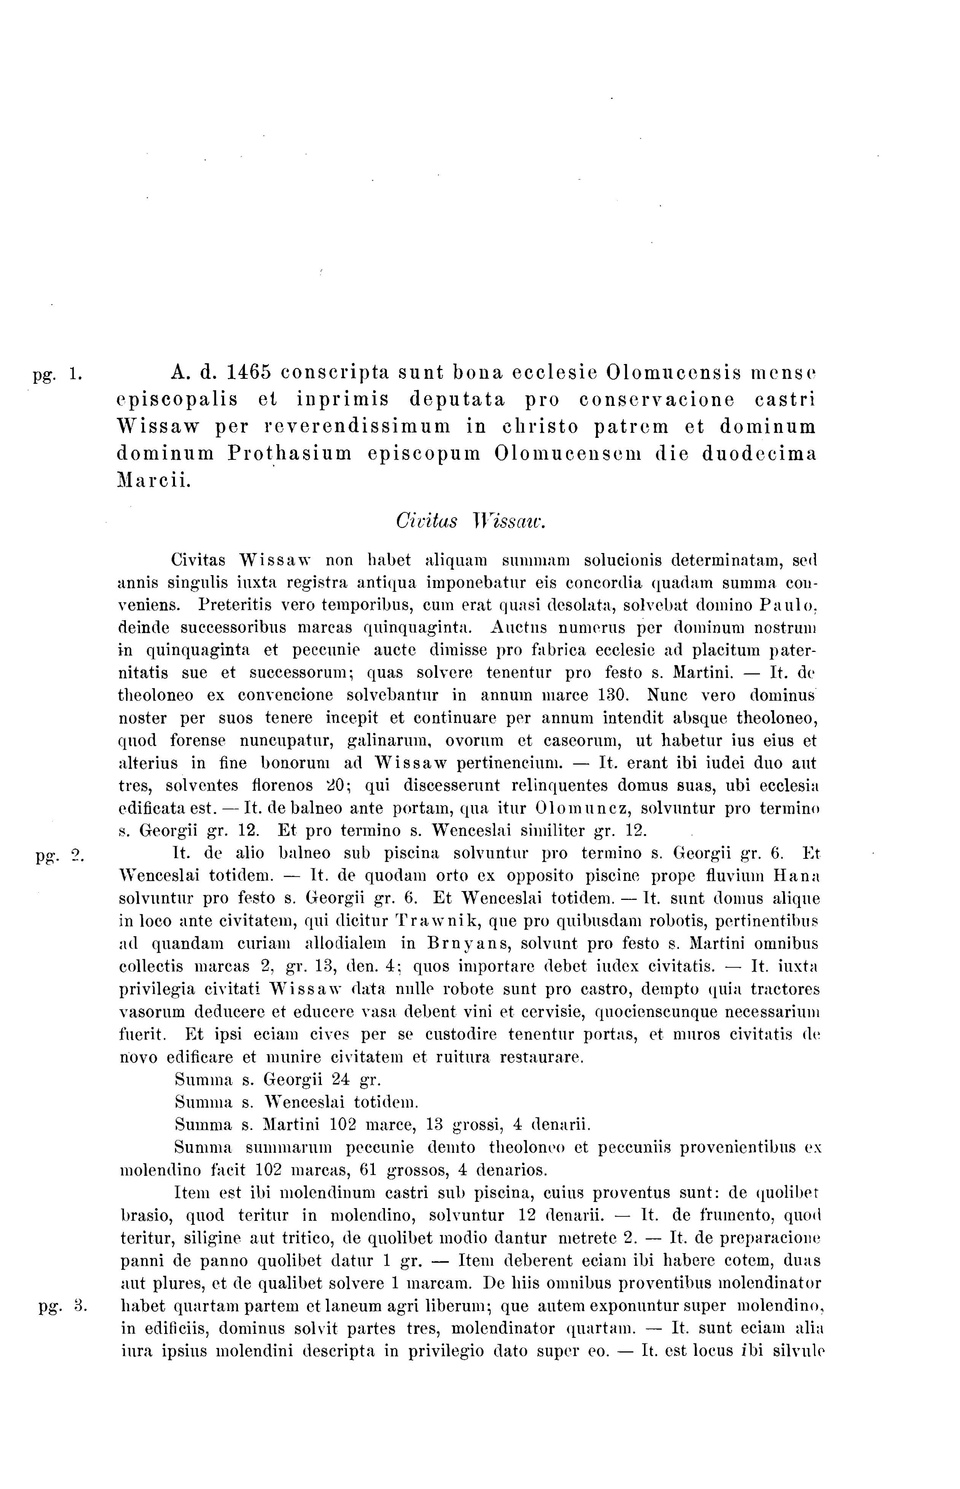 pg. 1. A. d. 1465 conscripta sunt bona ecclesie Olomucensis mense
episcopalis et inprimis deputata pro conservacione castri
Wissaw per reverendissimum in christo patrem et dominum
dominum Prothasium episcopum Olomucensem die duodecima
Marcii.
Civitas Wissaw.
Civitas Wissaw non habet aliquam summam solucionis determinatam, sed
annis singulis iuxta registra antiqua imponebatur eis concordia quadam summa con-
veniens. Preteritis vero temporibus, cum erat quasi desolata, solvebat domino Paulo,
deinde successoribus marcas quinquaginta. Auctus numerus per dominum nostrum
in quinquaginta et peccunie aucte dimisse pro fabrica ecclesie ad placitum pater-
nitatis sue et successorum; quas solvere tenentur pro festo s. Martini. — It. de
theoloneo ex convencione solvebantur in annum marce 130. Nunc vero dominus
noster per suos tenere incepit et continuare per annum intendit absque theoloneo,
quod forense nuncupatur, galinarum, ovorum et caseorum, ut habetur ius eius et
alterius in fine bonorum ad Wissaw pertinencium. — It. erant ibi iudei duo aut
tres, solventes florenos 20; qui discesserunt relinquentes domus suas, ubi ecclesia
edificata est. — It. de balneo ante portam, qua itur Olomuncz, solvuntur pro termino
s. Georgii gr. 12. Et pro termino s. Wenceslai similiter gr. 12.
pg. 2. It. de alio balneo sub piscina solvuntur pro termino s. Georgii gr. 6. Et
Wenceslai totidem. — It. de quodam orto ex opposito piscine prope fluvium Hana
solvuntur pro festo s. Georgii gr. 6. Et Wenceslai totidem. — It. sunt domus alique
in loco ante civitatem, qui dicitur Trawnik, que pro quibusdam robotis, pertinentibus
ad quandam curiam allodialem in Brnyans, solvunt pro festo s. Martini omnibus
collectis marcas 2, gr. 13, den. 4; quos importare debet iudex civitatis. — It. iuxta
privilegia civitati Wissaw data nulle robote sunt pro castro, dempto quia tractores
vasorum deducere et educere vasa debent vini et cervisie, quocienscunque necessarium
fuerit. Et ipsi eciam cives per se custodire tenentur portas, et muros civitatis de
novo edificare et munire civitatem et ruitura restaurare.
Summa s. Georgii 24 gr.
Summa s. Wenceslai totidem.
Summa s. Martini 102 marce, 13 grossi, 4 denarii.
Summa summarum peccunie demto theoloneo et peccuniis provenientibus ex
molendino facit 102 marcas, 61 grossos, 4 denarios.
Item est ibi molendinum castri sub piscina, cuius proventus sunt: de quolibet
brasio, quod teritur in molendino, solvuntur 12 denarii. — It. de frumento, quod
teritur, siligine aut tritico, de quolibet modio dantur metrete 2. — It. de preparacione
panni de panno quolibet datur 1 gr. — Item deberent eciam ibi habere cotem, duas
aut plures, et de qualibet solvere 1 marcam. De hiis omnibus proventibus molendinator
pg. 3. habet quartam partem et laneum agri liberum; que autem exponuntur super molendino,
in edificiis, dominus solvit partes tres, molendinator quartam. — It. sunt eciam alia
iura ipsius molendini descripta in privilegio dato super eo. — It. est locus ibi silvule